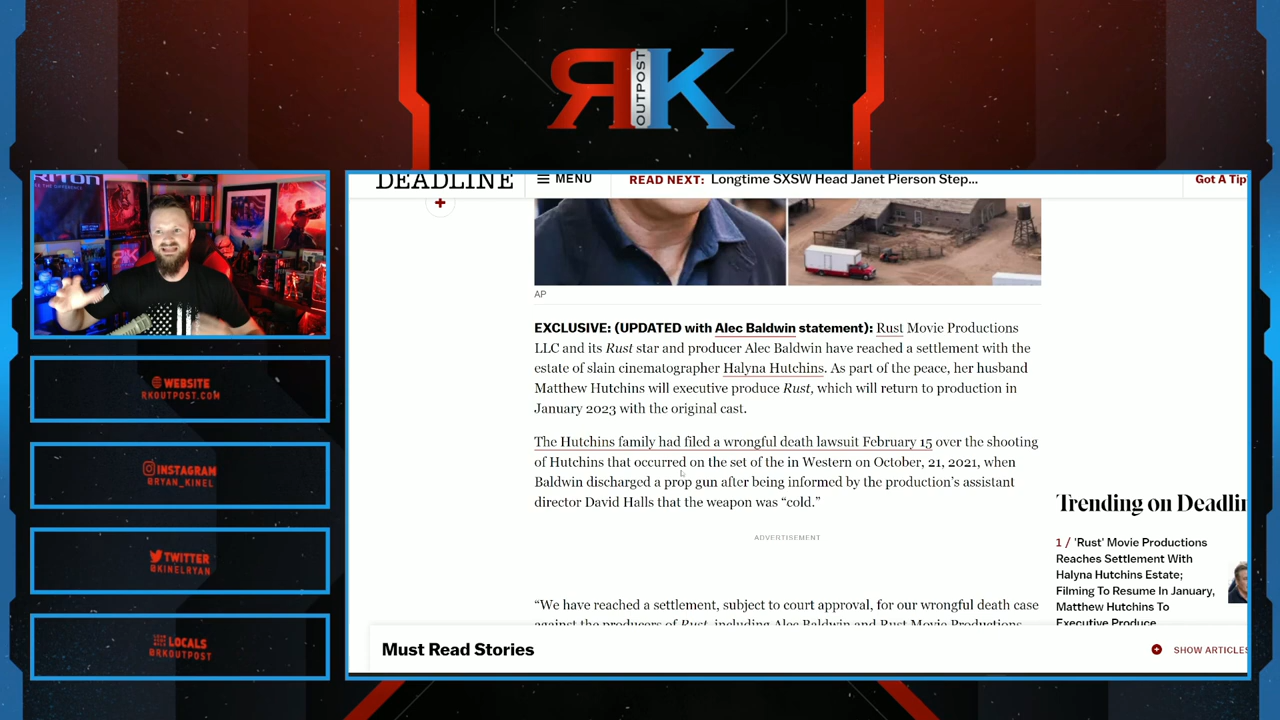 RK
OUTPOST
RITON
RK
WEBSITE
RKOUTPOST.COM
INSTAGRAM
@RYAN_KINEL
TWITTER
@KINELRYAN
LOCALS
@RKOUTPOST
DEADLINE
MENU
READ NEXT: Longtime SXSW Head Janet Pierson Step...
Got A Tip
AP
EXCLUSIVE: (UPDATED with Alec Baldwin statement): Rust Movie Productions
LLC and its Rust star and producer Alec Baldwin have reached a settlement with the
estate of slain cinematographer Halyna Hutchins. As part of the peace, her husband
Matthew Hutchins will executive produce Rust, which will return to production in
January 2023 with the original cast.
The Hutchins family had filed a wrongful death lawsuit February 15 over the shooting
of Hutchins that occurred on the set of the in Western on October, 21, 2021, when
Baldwin discharged a prop gun after being informed by the production's assistant
director David Halls that the weapon was “cold.”
ADVERTISEMENT
“We have reached a settlement, subject to court approval, for our wrongful death case
against the producers of Rust, including Alec Baldwin and Rust Movie Productions
Trending on Deadlin
1 / 'Rust' Movie Productions
Reaches Settlement With
Halyna Hutchins Estate;
Filming To Resume In January,
Matthew Hutchins To
Executive Produce
Must Read Stories
SHOW ARTICLES